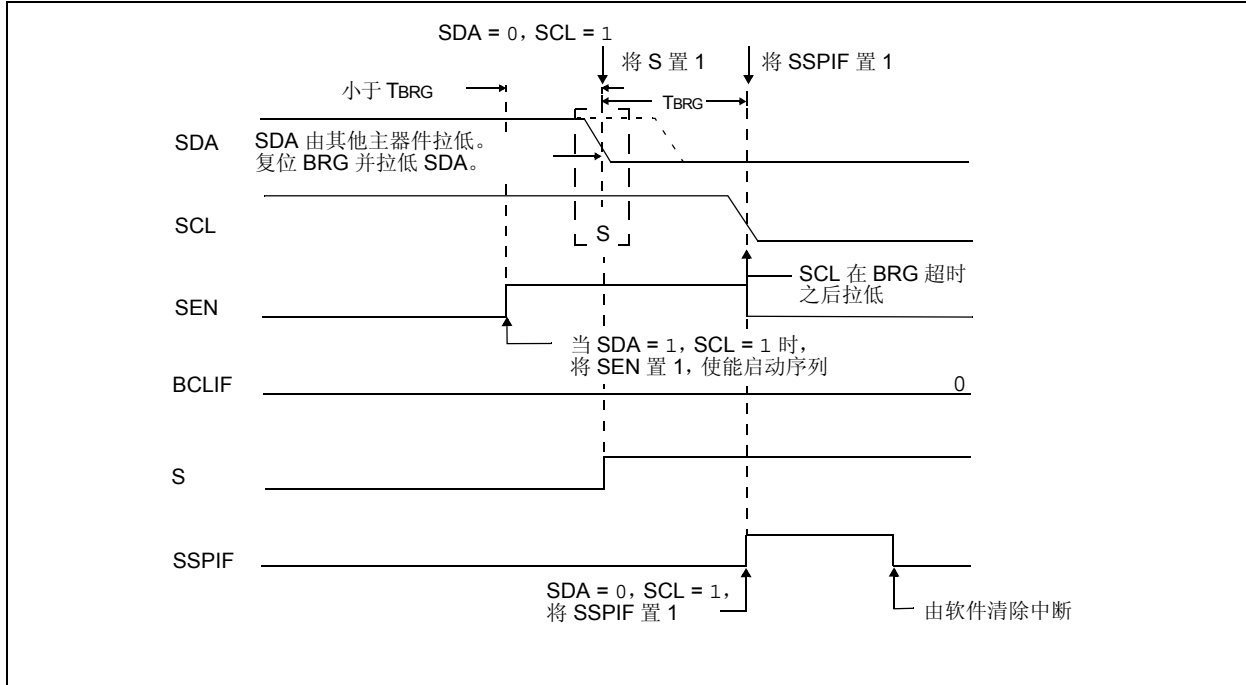 SDA = 0，SCL = 1
将 S 置 1
将 SSPIF 置 1
小于 TBRG
TBRG
SDA
SDA 由其他主器件拉低。
复位 BRG 并拉低 SDA。
SCL
S
SCL 在 BRG 超时
之后拉低
SEN
当 SDA = 1，SCL = 1 时，
将 SEN 置 1，使能启动序列
BCLIF
0
S
SSPIF
SDA = 0，SCL = 1，
将 SSPIF 置 1
由软件清除中断